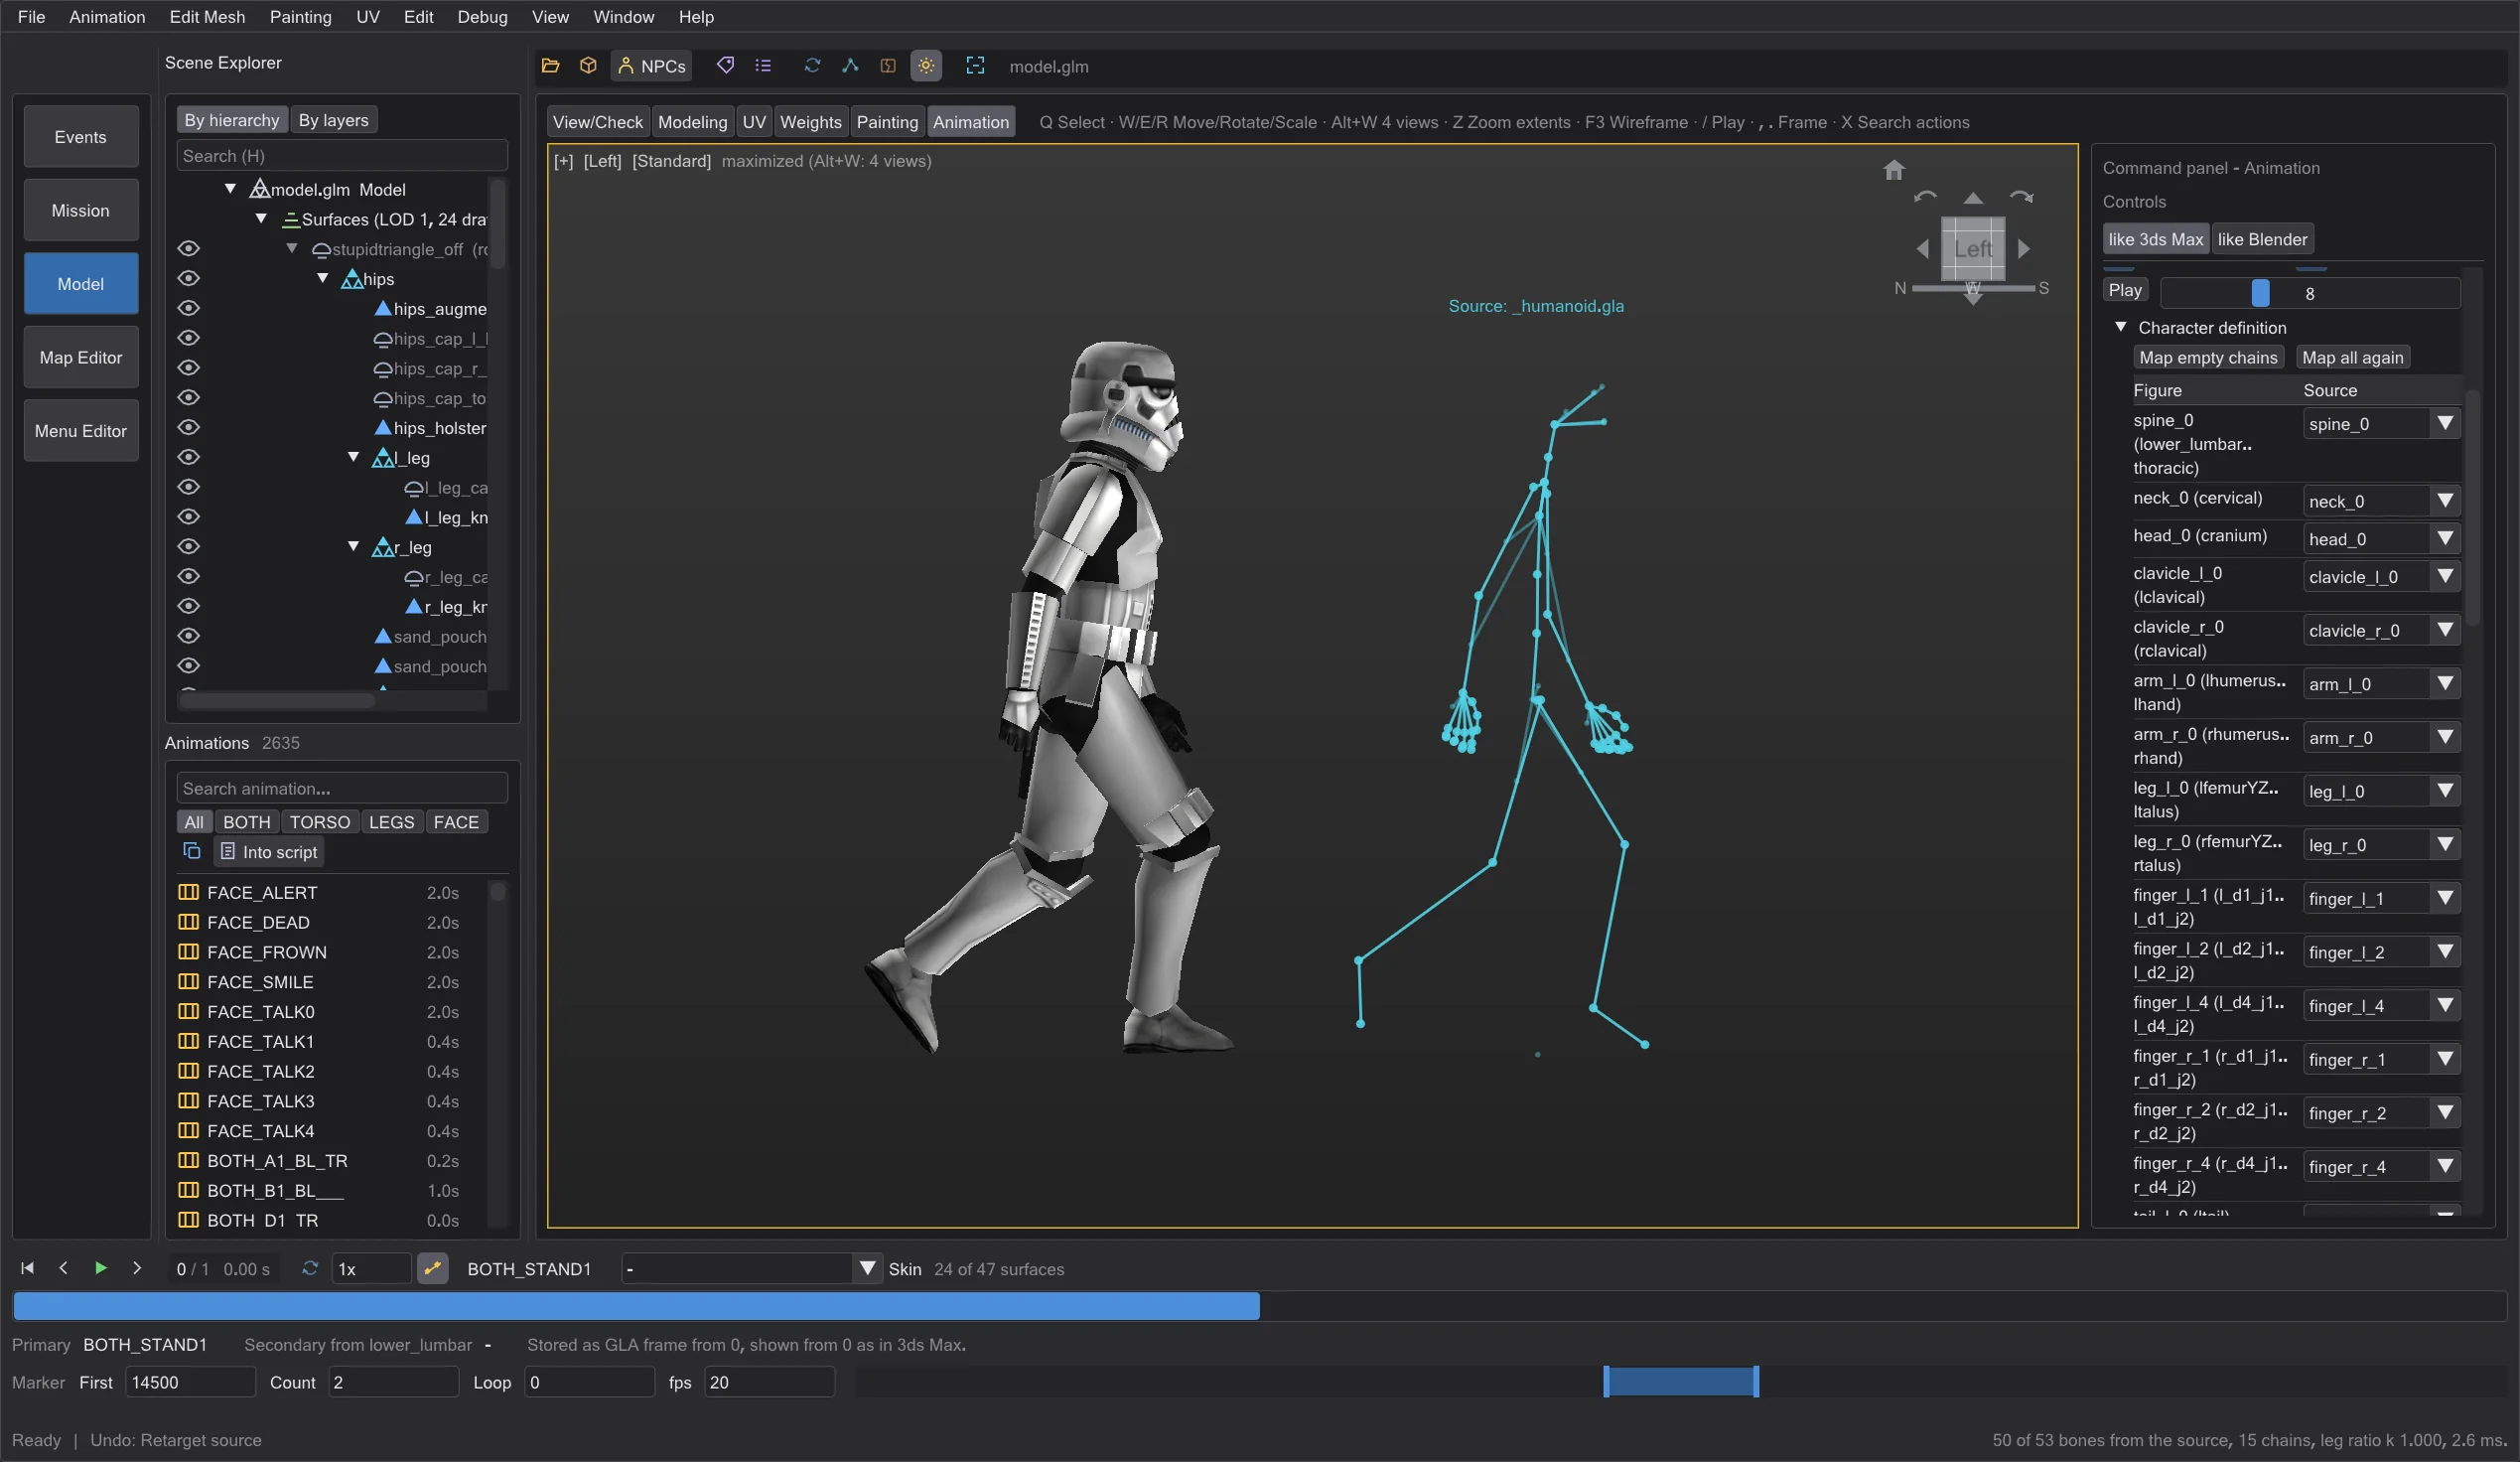 File Animation Edit Mesh Painting UV Edit Debug View Window Help
Scene Explorer
NPCs
model.glm
Events
Mission
Model
Map Editor
Menu Editor
By hierarchy By layers
Search (H)
model.glm Model
Surfaces (LOD 1, 24 dra
stupidtriangle_off (ro
hips
hips_augme
hips_cap_l_l
hips_cap_r_
hips_cap_to
hips_holster
l_leg
l_leg_ca
l_leg_kn
r_leg
r_leg_ca
r_leg_kn
sand_pouch
sand_pouch
Animations 2635
Search animation...
All BOTH TORSO LEGS FACE
Into script
FACE_ALERT 2.0s
FACE_DEAD 2.0s
FACE_FROWN 2.0s
FACE_SMILE 2.0s
FACE_TALK0 2.0s
FACE_TALK1 0.4s
FACE_TALK2 0.4s
FACE_TALK3 0.4s
FACE_TALK4 0.4s
BOTH_A1_BL_TR 0.2s
BOTH_B1_BL___ 1.0s
BOTH D1 TR 0.0s
View/Check Modeling UV Weights Painting Animation Q Select · W/E/R Move/Rotate/Scale · Alt+W 4 views · Z Zoom extents · F3 Wireframe · / Play · , . Frame · X Search actions
[+] [Left] [Standard] maximized (Alt+W: 4 views)
Left
N W S
Source: _humanoid.gla
Command panel - Animation
Controls
like 3ds Max like Blender
Play 8
Character definition
Map empty chains Map all again
Figure Source
spine_0 (lower_lumbar.. thoracic) spine_0
neck_0 (cervical) neck_0
head_0 (cranium) head_0
clavicle_l_0 (lclavical) clavicle_l_0
clavicle_r_0 (rclavical) clavicle_r_0
arm_l_0 (lhumerus.. lhand) arm_l_0
arm_r_0 (rhumerus.. rhand) arm_r_0
leg_l_0 (lfemurYZ.. ltalus) leg_l_0
leg_r_0 (rfemurYZ.. rtalus) leg_r_0
finger_l_1 (l_d1_j1.. l_d1_j2) finger_l_1
finger_l_2 (l_d2_j1.. l_d2_j2) finger_l_2
finger_l_4 (l_d4_j1.. l_d4_j2) finger_l_4
finger_r_1 (r_d1_j1.. r_d1_j2) finger_r_1
finger_r_2 (r_d2_j1.. r_d2_j2) finger_r_2
finger_r_4 (r_d4_j1.. r_d4_j2) finger_r_4
0 / 1 0.00 s 1x BOTH_STAND1 - Skin 24 of 47 surfaces
Primary BOTH_STAND1 Secondary from lower_lumbar - Stored as GLA frame from 0, shown from 0 as in 3ds Max.
Marker First 14500 Count 2 Loop 0 fps 20
Ready | Undo: Retarget source
50 of 53 bones from the source, 15 chains, leg ratio k 1.000, 2.6 ms.